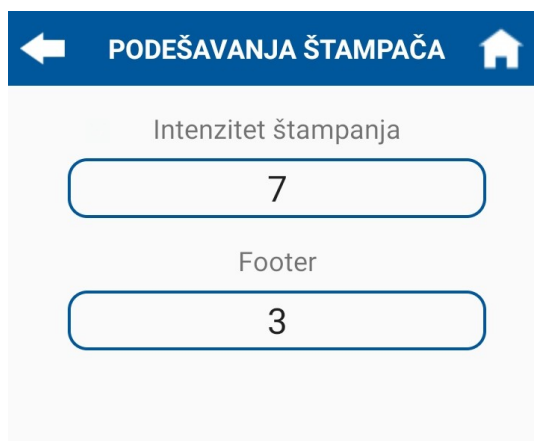 PODEŠAVANJA ŠTAMPAČA
Intenzitet štampanja
7
Footer
3